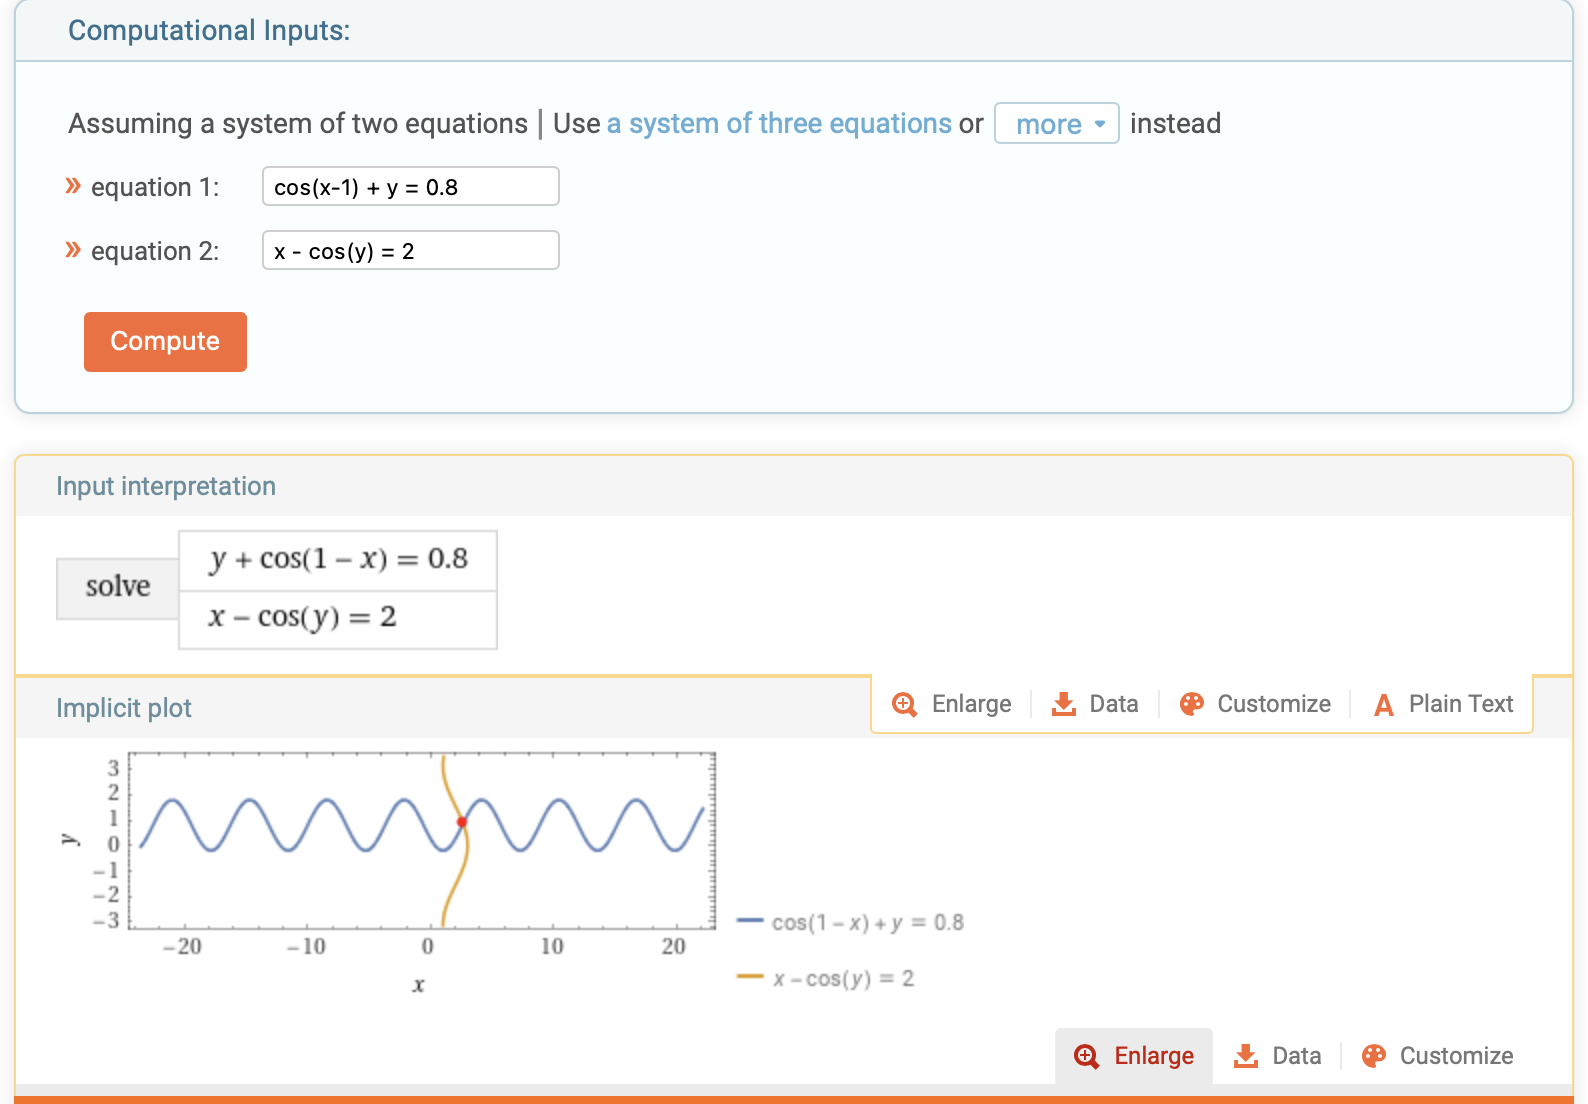 Computational Inputs:
Assuming a system of two equations | Use a system of three equations or more instead
» equation 1: cos(x-1) + y = 0.8
» equation 2: x - cos(y) = 2
Compute
Input interpretation
solve
y + cos(1 − x) = 0.8
x − cos(y) = 2
Implicit plot
Enlarge | Data | Customize | A Plain Text
3
2
1
0
−1
−2
−3
y
−20 −10 0 10 20
x
cos(1 − x) + y = 0.8
x − cos(y) = 2
Enlarge Data | Customize